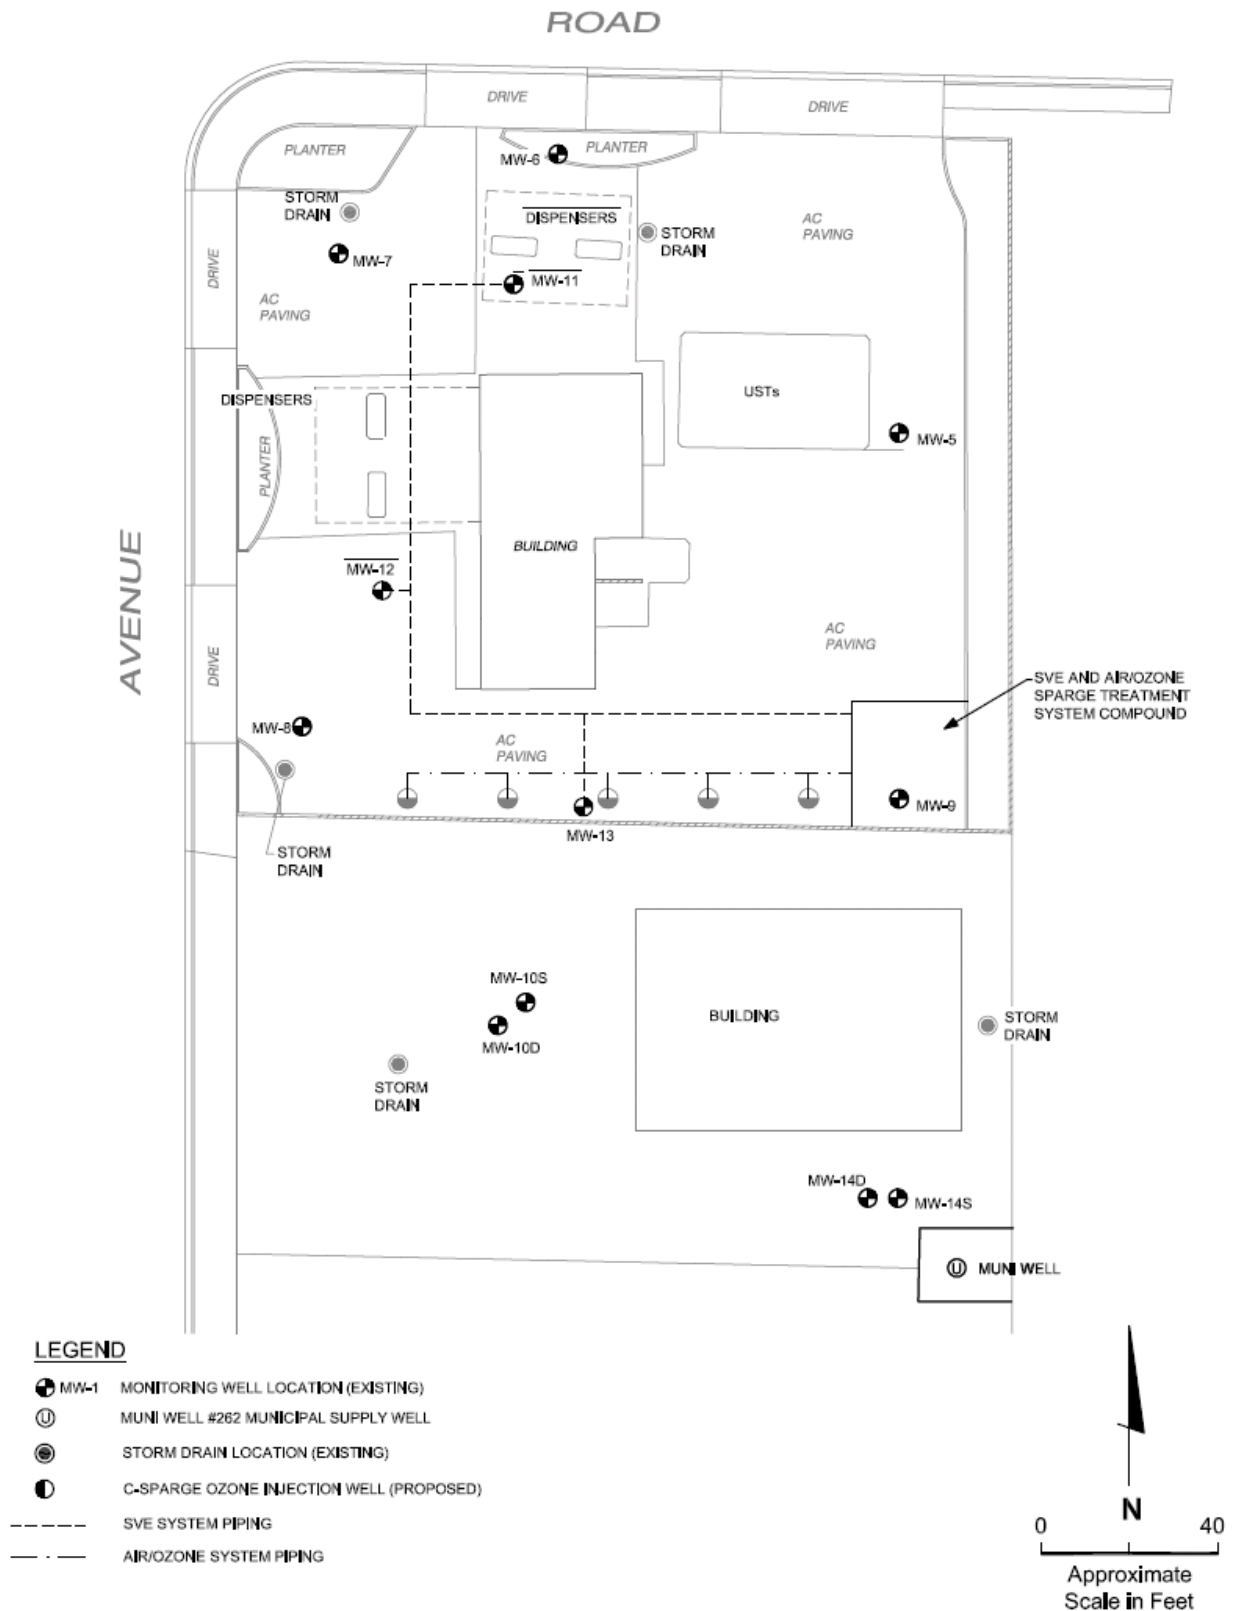 ROAD
DRIVE
DRIVE
PLANTER
MW-6
PLANTER
STORM
DRAIN
DISPENSERS
STORM
DRAIN
AC
PAVING
MW-7
DRIVE
MW-11
AC
PAVING
DISPENSERS
USTs
MW-5
PLANTER
AVENUE
BUILDING
MW-12
DRIVE
AC
PAVING
SVE AND AIR/OZONE
SPARGE TREATMENT
SYSTEM COMPOUND
MW-8
AC
PAVING
MW-9
MW-13
STORM
DRAIN
MW-10S
BUILDING
STORM
DRAIN
MW-10D
STORM
DRAIN
MW-14D
MW-14S
U MUNI WELL
LEGEND
MW-1 MONITORING WELL LOCATION (EXISTING)
U MUNI WELL #262 MUNICIPAL SUPPLY WELL
STORM DRAIN LOCATION (EXISTING)
C-SPARGE OZONE INJECTION WELL (PROPOSED)
SVE SYSTEM PIPING
AIR/OZONE SYSTEM PIPING
N
0 40
Approximate
Scale in Feet